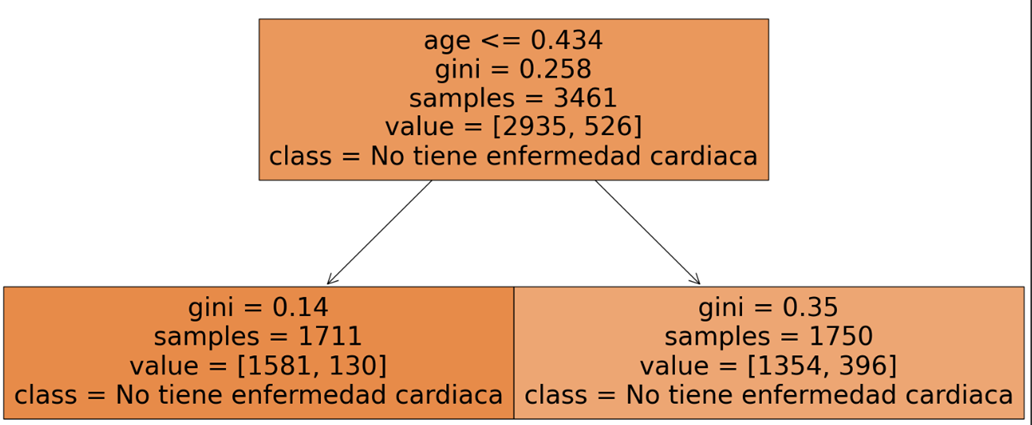 age <= 0.434
gini = 0.258
samples = 3461
value = [2935, 526]
class = No tiene enfermedad cardiaca
gini = 0.14
samples = 1711
value = [1581, 130]
class = No tiene enfermedad cardiaca
gini = 0.35
samples = 1750
value = [1354, 396]
class = No tiene enfermedad cardiaca